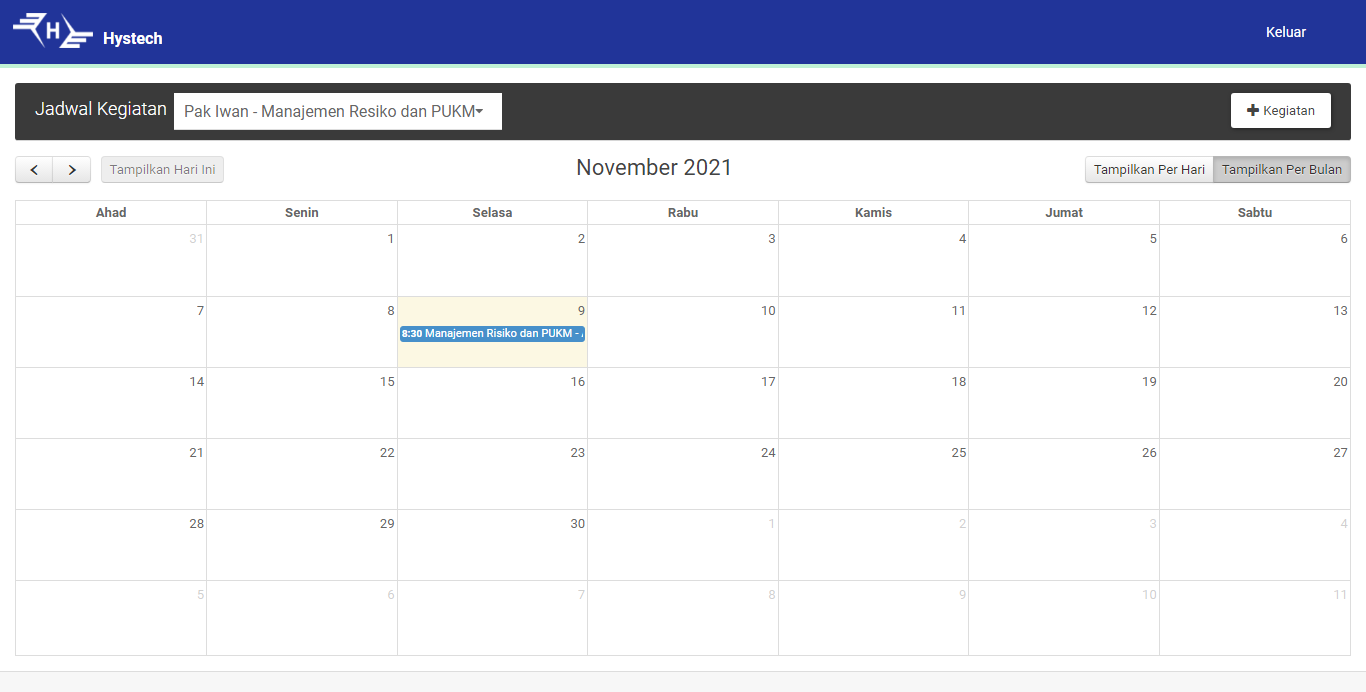 H Hystech
Keluar
Jadwal Kegiatan Pak Iwan - Manajemen Resiko dan PUKM
+ Kegiatan
< > Tampilkan Hari Ini
November 2021
Tampilkan Per Hari Tampilkan Per Bulan
Ahad Senin Selasa Rabu Kamis Jumat Sabtu
31 1 2 3 4 5 6
7 8 9 10 11 12 13
8:30 Manajemen Risiko dan PUKM -
14 15 16 17 18 19 20
21 22 23 24 25 26 27
28 29 30 1 2 3 4
5 6 7 8 9 10 11